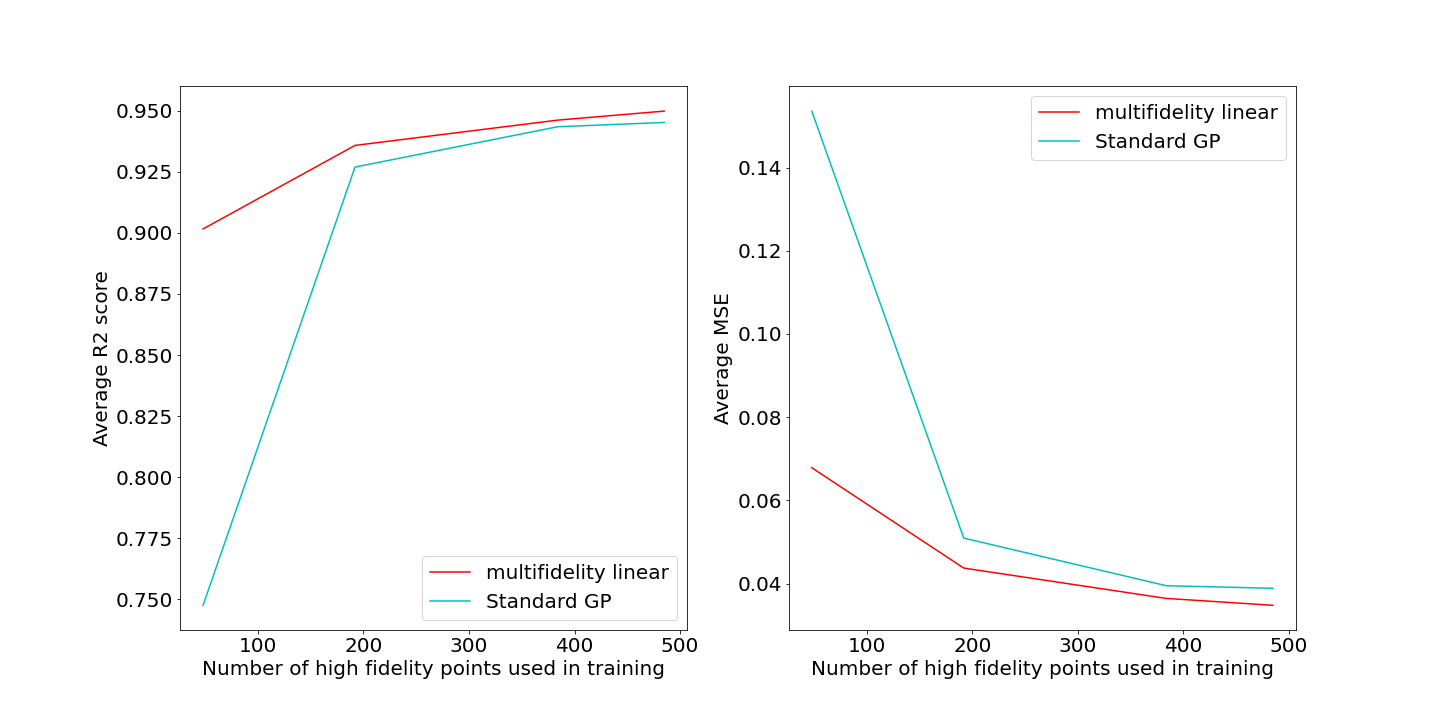 0.950
0.925
0.900
0.875
0.850
0.825
0.800
0.775
0.750
Average R2 score
multifidelity linear
Standard GP
100 200 300 400 500
Number of high fidelity points used in training
multifidelity linear
Standard GP
0.14
0.12
0.10
0.08
0.06
0.04
Average MSE
100 200 300 400 500
Number of high fidelity points used in training